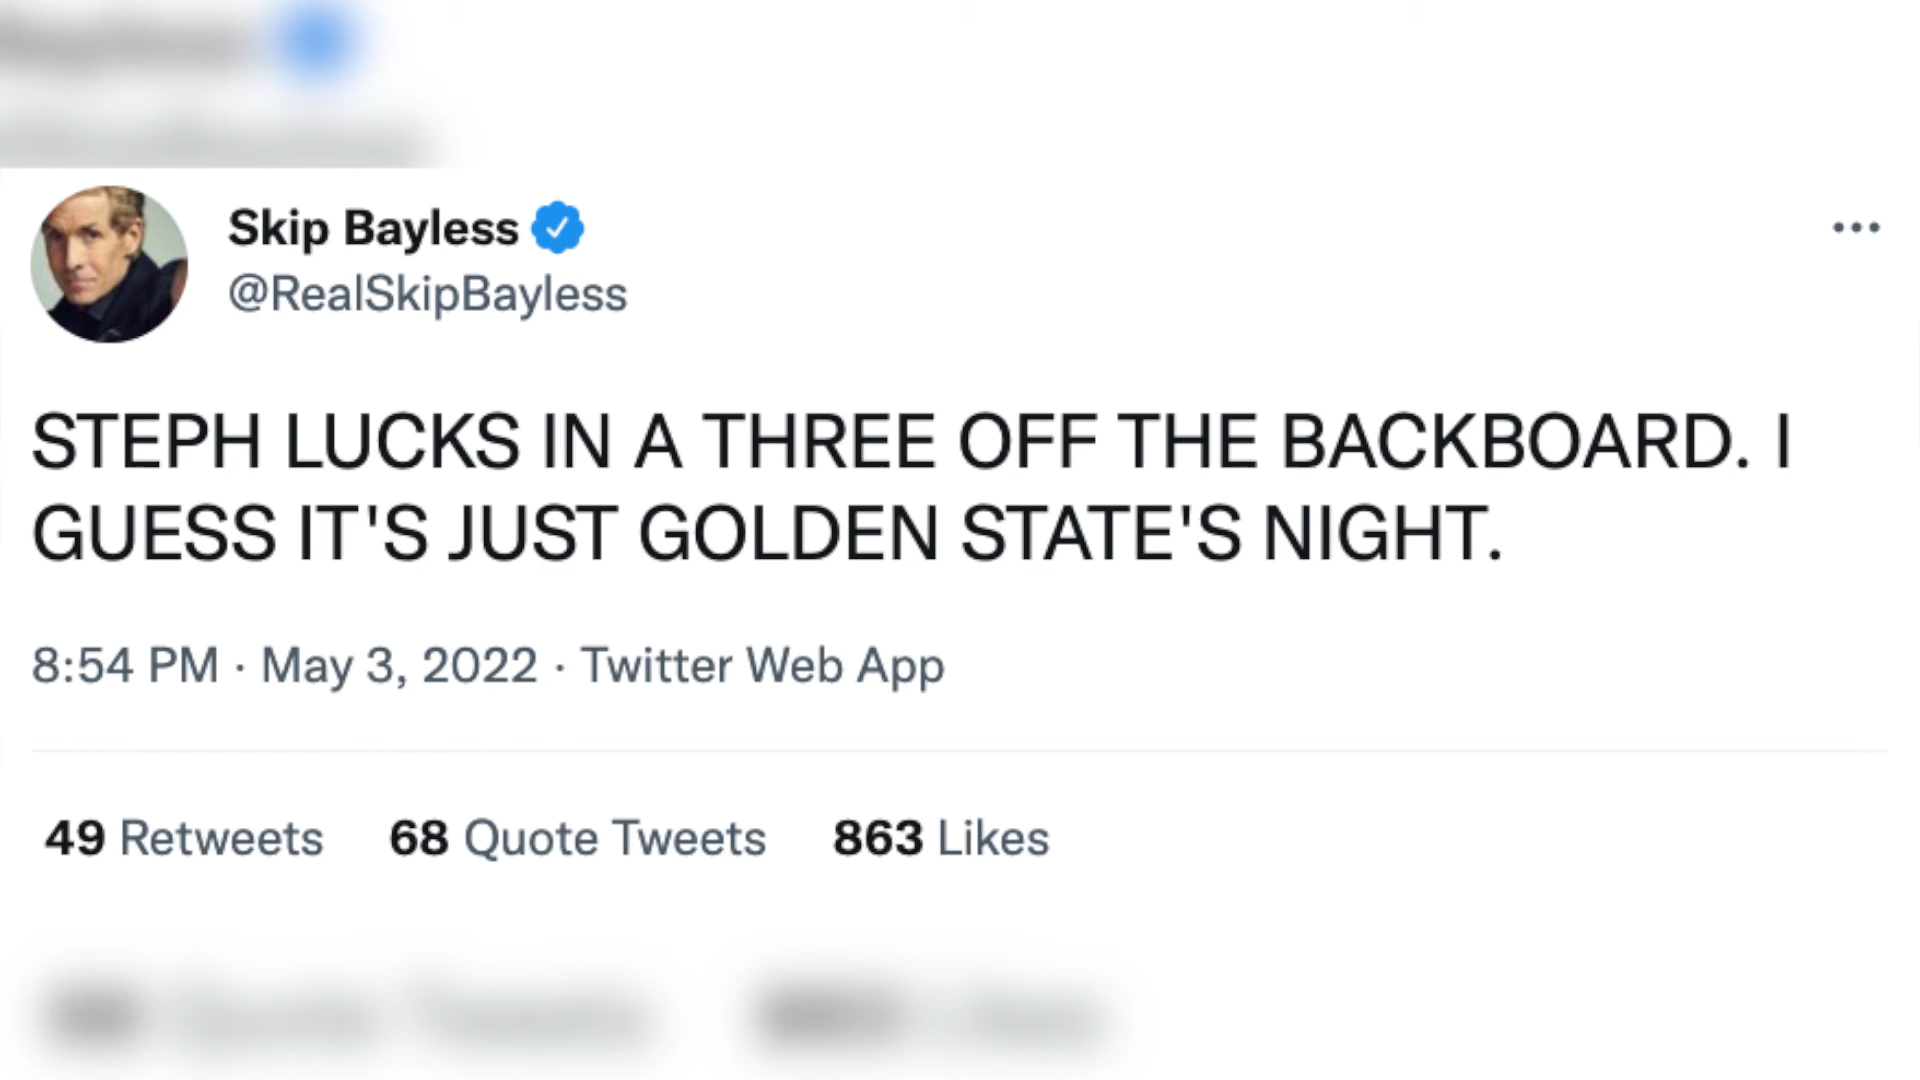 Skip Bayless
@RealSkipBayless
STEPH LUCKS IN A THREE OFF THE BACKBOARD. I
GUESS IT'S JUST GOLDEN STATE'S NIGHT.
8:54 PM · May 3, 2022 · Twitter Web App
49 Retweets 68 Quote Tweets 863 Likes